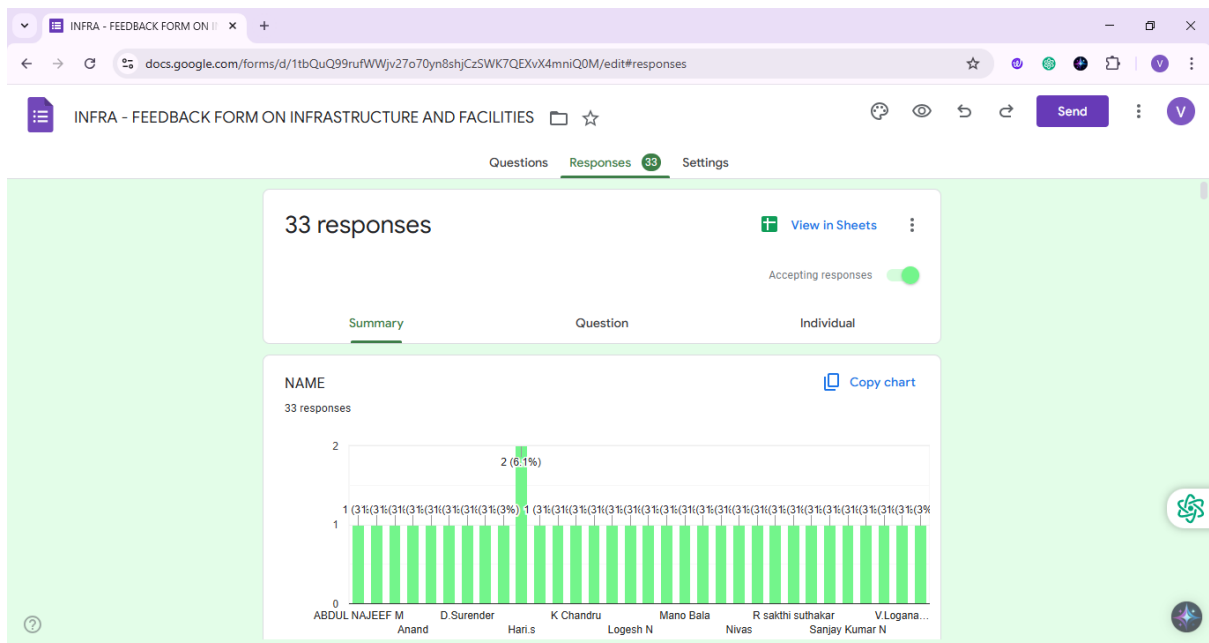 INFRA - FEEDBACK FORM ON I
docs.google.com/forms/d/1tbQuQ99rufWWjv27o70yn8shjCzSWK7QEXvX4mniQ0M/edit#responses
INFRA - FEEDBACK FORM ON INFRASTRUCTURE AND FACILITIES
Send
V
Questions Responses 33 Settings
33 responses
View in Sheets
Accepting responses
Summary Question Individual
NAME
Copy chart
33 responses
2
2 (6.1%)
1
0
ABDUL NAJEEF M D.Surender K Chandru Mano Bala R sakthi suthakar V.Logana…
Anand Hari.s Logesh N Nivas Sanjay Kumar N